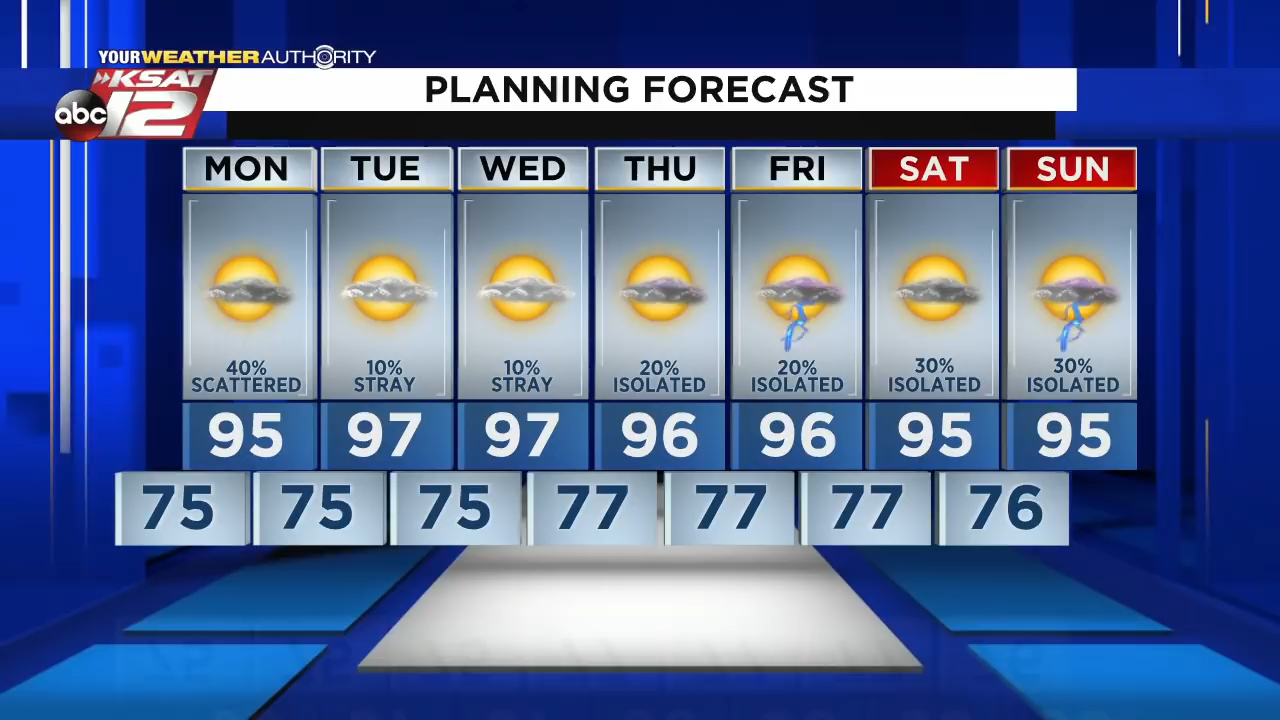 YOURWEATHERAUTHORITY
KSAT
abc 12
PLANNING FORECAST
MON TUE WED THU FRI SAT SUN
40% 10% 10% 20% 20% 30% 30%
SCATTERED STRAY STRAY ISOLATED ISOLATED ISOLATED ISOLATED
95 97 97 96 96 95 95
75 75 75 77 77 77 76